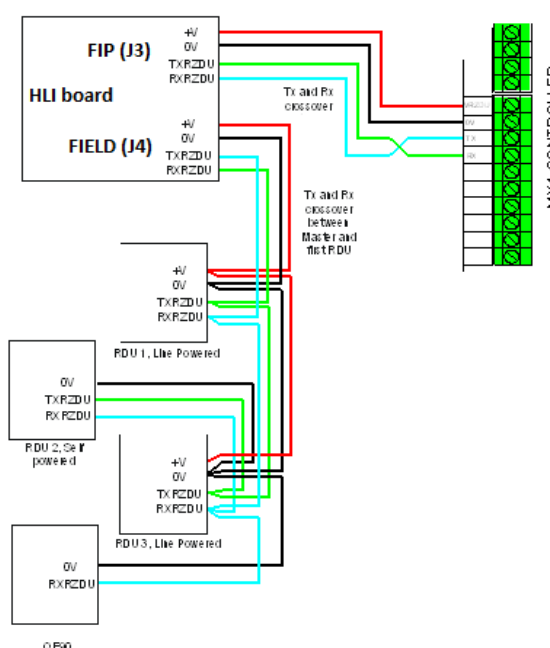 FIP (J3)
+V
0V
TXRZDU
RXRZDU
HLI board
Tx and Rx
crossover
FIELD (J4)
+V
0V
TXRZDU
RXRZDU
0V
TX
RX
MX1 CONTROLLER
Tx and Rx
crossover
between
Master and
first RDU
+V
0V
TXRZDU
RXRZDU
RDU 1, Line Powered
0V
TXRZDU
RXRZDU
RDU 2, Self
powered
+V
0V
TXRZDU
RXRZDU
RDU 3, Line Powered
0V
RXRZDU